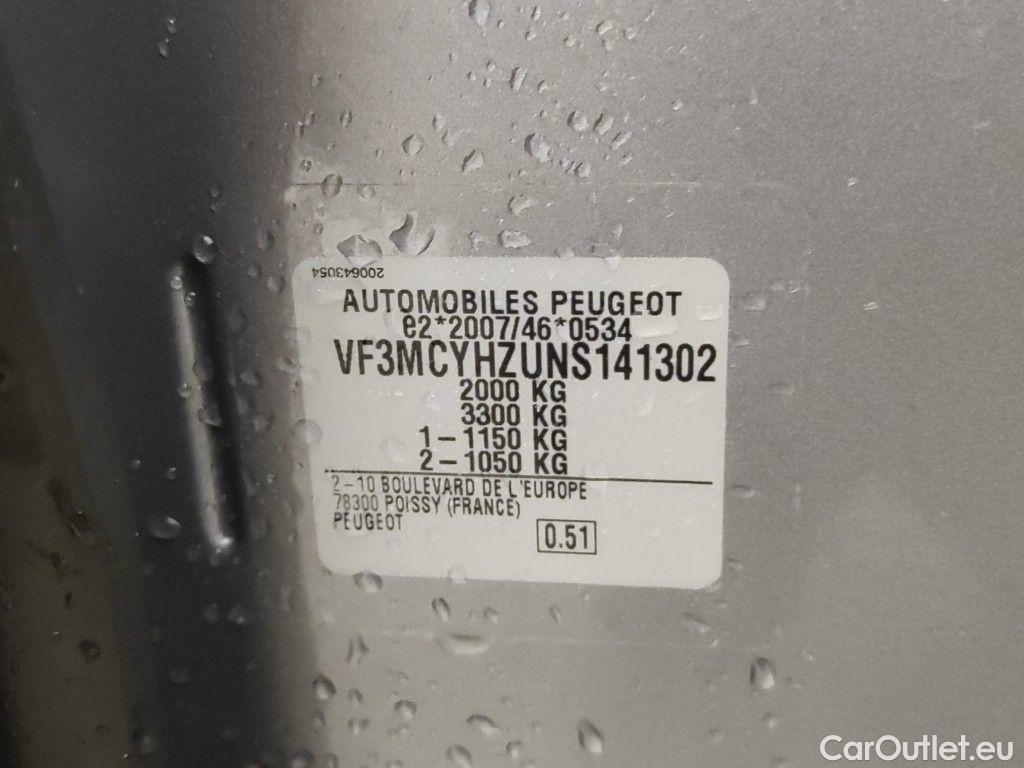 200643054
AUTOMOBILES PEUGEOT
e2*2007/46*0534
VF3MCYHZUNS141302
2000 KG
3300 KG
1-1150 KG
2-1050 KG
2-10 BOULEVARD DE L'EUROPE
78300 POISSY (FRANCE)
PEUGEOT
0.51
CarOutlet.eu